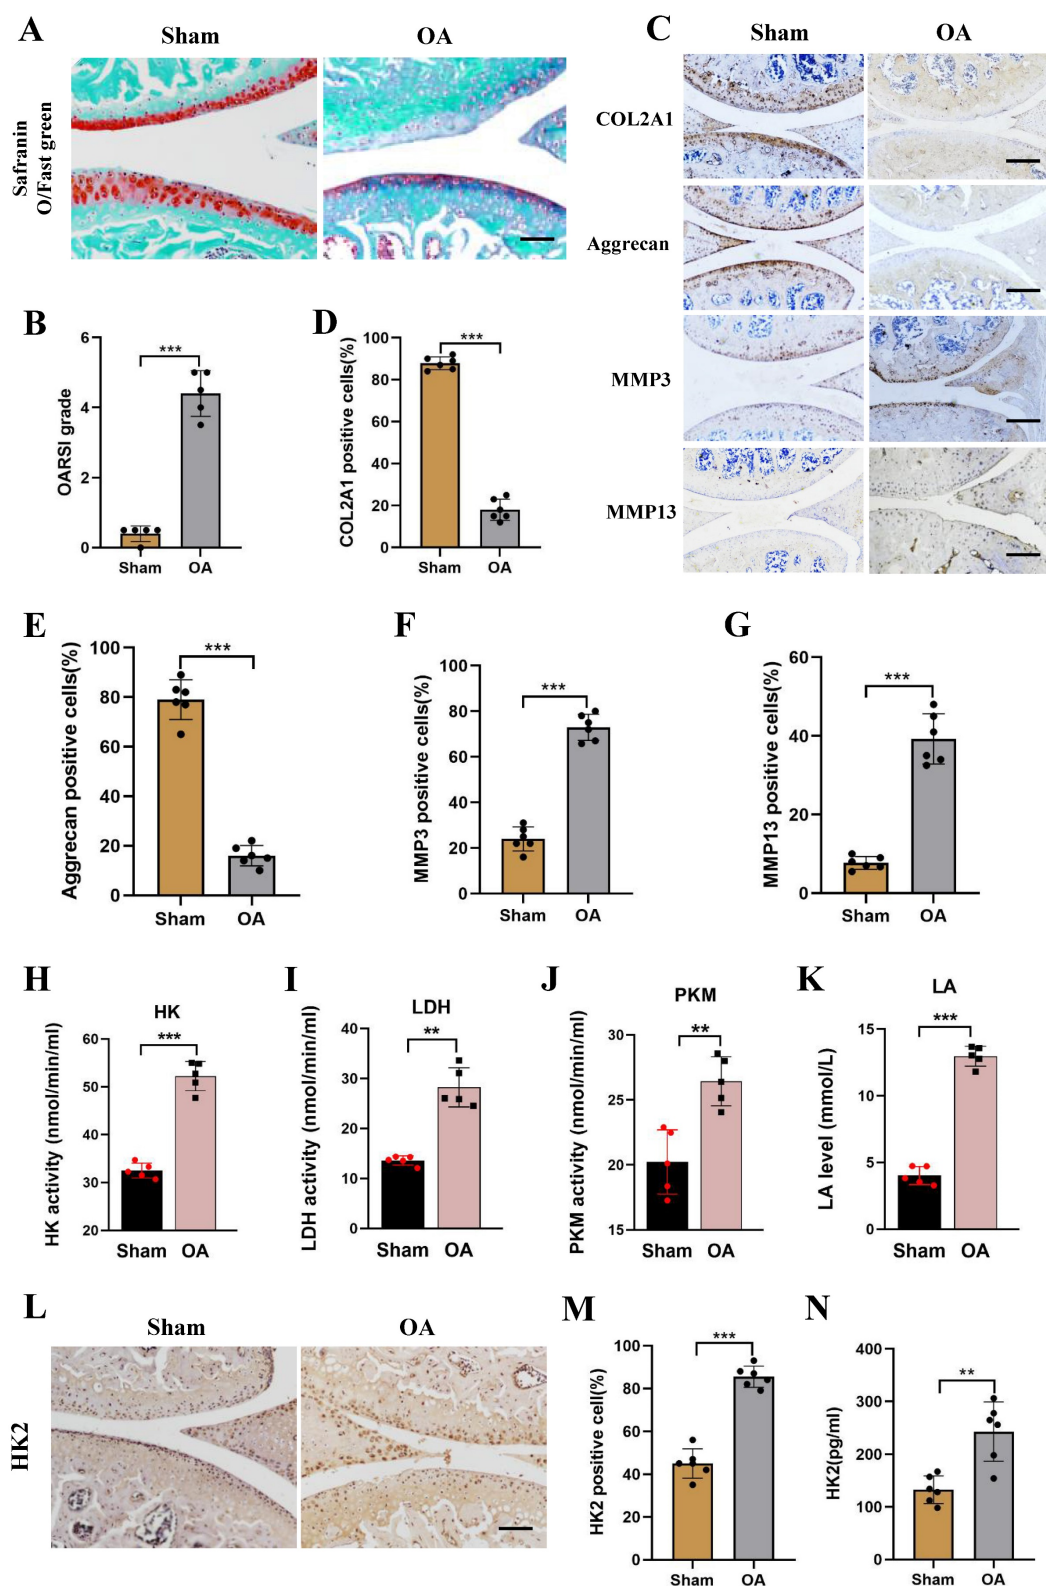 A
Sham
OA
Safranin
O/Fast green
C
Sham
OA
COL2A1
Aggrecan
MMP3
MMP13
B
OARSI grade
6
4
2
0
***
Sham
OA
D
COL2A1 positive cells(%)
100
80
60
40
20
0
***
Sham
OA
E
Aggrecan positive cells(%)
100
80
60
40
20
0
***
Sham
OA
F
MMP3 positive cells(%)
100
80
60
40
20
0
***
Sham
OA
G
MMP13 positive cells(%)
60
40
20
0
***
Sham
OA
H
HK
HK activity (nmol/min/ml)
60
50
40
30
20
***
Sham
OA
I
LDH
LDH activity (nmol/min/ml)
40
30
20
10
0
**
Sham
OA
J
PKM
PKM activity (nmol/min/ml)
30
25
20
15
**
Sham
OA
K
LA
LA level (mmol/L)
15
10
5
0
***
Sham
OA
L
Sham
OA
HK2
M
HK2 positive cell(%)
100
80
60
40
20
0
***
Sham
OA
N
HK2(pg/ml)
400
300
200
100
0
**
Sham
OA